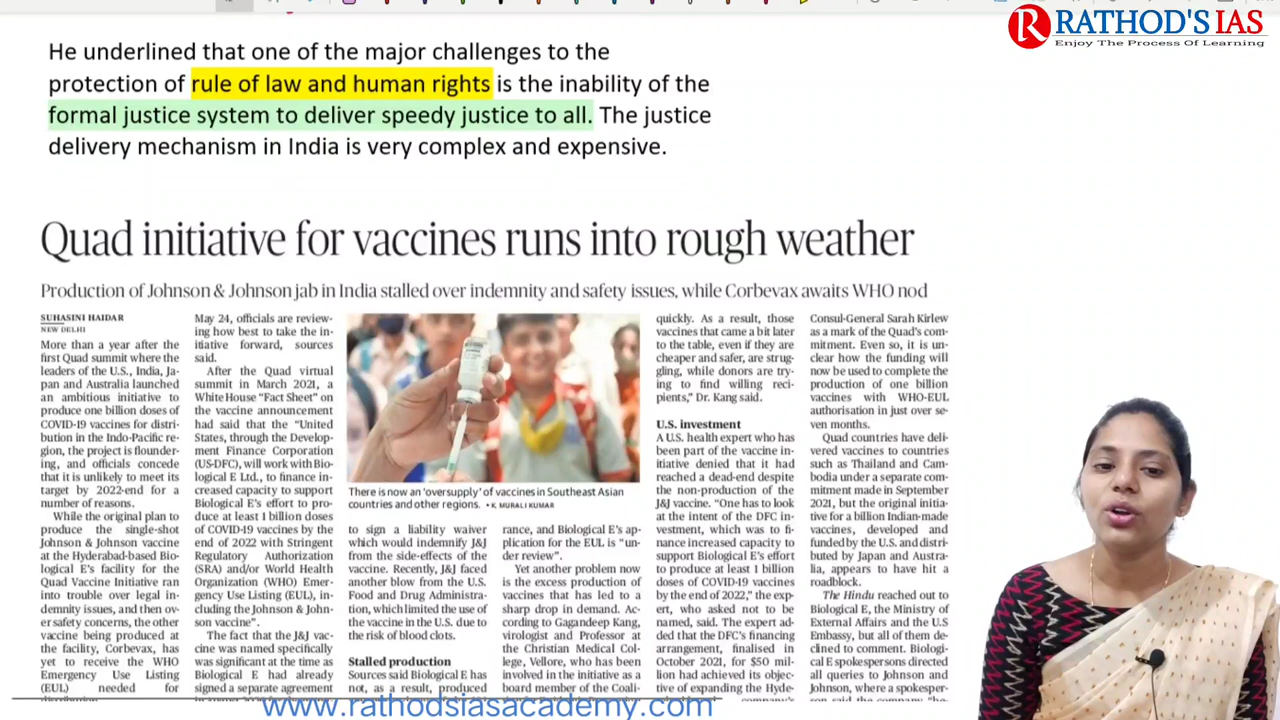 RATHOD'S IAS
Enjoy The Process Of Learning
He underlined that one of the major challenges to the
protection of rule of law and human rights is the inability of the
formal justice system to deliver speedy justice to all. The justice
delivery mechanism in India is very complex and expensive.
Quad initiative for vaccines runs into rough weather
Production of Johnson & Johnson jab in India stalled over indemnity and safety issues, while Corbevax awaits WHO nod
SUHASINI HAIDAR
NEW DELHI
More than a year after the
first Quad summit where the
leaders of the U.S., India, Ja-
pan and Australia launched
an ambitious initiative to
produce one billion doses of
COVID-19 vaccines for distri-
bution in the Indo-Pacific re-
gion, the project is flounder-
ing, and officials concede
that it is unlikely to meet its
target by 2022-end for a
number of reasons.
While the original plan to
produce the single-shot
Johnson & Johnson vaccine
at the Hyderabad-based Bio-
logical E's facility for the
Quad Vaccine Initiative ran
into trouble over legal in-
demnity issues, and then ov-
er safety concerns, the other
vaccine being produced at
the facility, Corbevax, has
yet to receive the WHO
Emergency Use Listing
(EUL) needed for
May 24, officials are review-
ing how best to take the in-
itiative forward, sources
said.
After the Quad virtual
summit in March 2021, a
White House "Fact Sheet" on
the vaccine announcement
had said that the "United
States, through the Develop-
ment Finance Corporation
(US-DFC), will work with Bio-
logical E Ltd., to finance in-
creased capacity to support
Biological E's effort to pro-
duce at least 1 billion doses
of COVID-19 vaccines by the
end of 2022 with Stringent
Regulatory Authorization
(SRA) and/or World Health
Organization (WHO) Emer-
gency Use Listing (EUL), in-
cluding the Johnson & John-
son vaccine".
The fact that the J&J vac-
cine was named specifically
was significant at the time as
Biological E had already
signed a separate agreement
There is now an 'oversupply' of vaccines in Southeast Asian
countries and other regions. • K. MURALI KUMAR
to sign a liability waiver
which would indemnify J&J
from the side-effects of the
vaccine. Recently, J&J faced
another blow from the U.S.
Food and Drug Administra-
tion, which limited the use of
the vaccine in the U.S. due to
the risk of blood clots.
Stalled production
Sources said Biological E has
not, as a result, produced
rance, and Biological E's ap-
plication for the EUL is "un-
der review".
Yet another problem now
is the excess production of
vaccines that has led to a
sharp drop in demand. Ac-
cording to Gagandeep Kang,
virologist and Professor at
the Christian Medical Col-
lege, Vellore, who has been
involved in the initiative as a
board member of the Coali-
quickly. As a result, those
vaccines that came a bit later
to the table, even if they are
cheaper and safer, are strug-
gling, while donors are try-
ing to find willing reci-
pients," Dr. Kang said.
U.S. investment
A U.S. health expert who has
been part of the vaccine in-
itiative denied that it had
reached a dead-end despite
the non-production of the
J&J vaccine. "One has to look
at the intent of the DFC in-
vestment, which was to fi-
nance increased capacity to
support Biological E's effort
to produce at least 1 billion
doses of COVID-19 vaccines
by the end of 2022," the exp-
ert, who asked not to be
named, said. The expert ad-
ded that the DFC's financing
arrangement, finalised in
October 2021, for $50 mil-
lion had achieved its objec-
tive of expanding the Hyde-
company's
Consul-General Sarah Kirlew
as a mark of the Quad's com-
mitment. Even so, it is un-
clear how the funding will
now be used to complete the
production of one billion
vaccines with WHO-EUL
authorisation in just over se-
ven months.
Quad countries have deli-
vered vaccines to countries
such as Thailand and Cam-
bodia under a separate com-
mitment made in September
2021, but the original initia-
tive for a billion Indian-made
vaccines, developed and
funded by the U.S. and distri-
buted by Japan and Austra-
lia, appears to have hit a
roadblock.
The Hindu reached out to
Biological E, the Ministry of
External Affairs and the U.S
Embassy, but all of them de-
clined to comment. Biologi-
cal E spokespersons directed
all queries to Johnson and
Johnson, where a spokesper-
son said the company
www.rathodsiasacademy.com